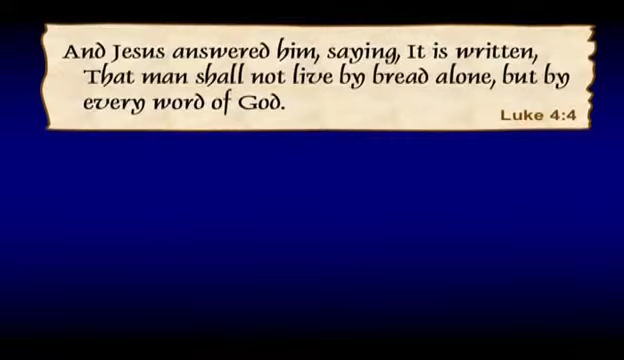 And Jesus answered him, saying, It is written,
That man shall not live by bread alone, but by
every word of God.
Luke 4:4